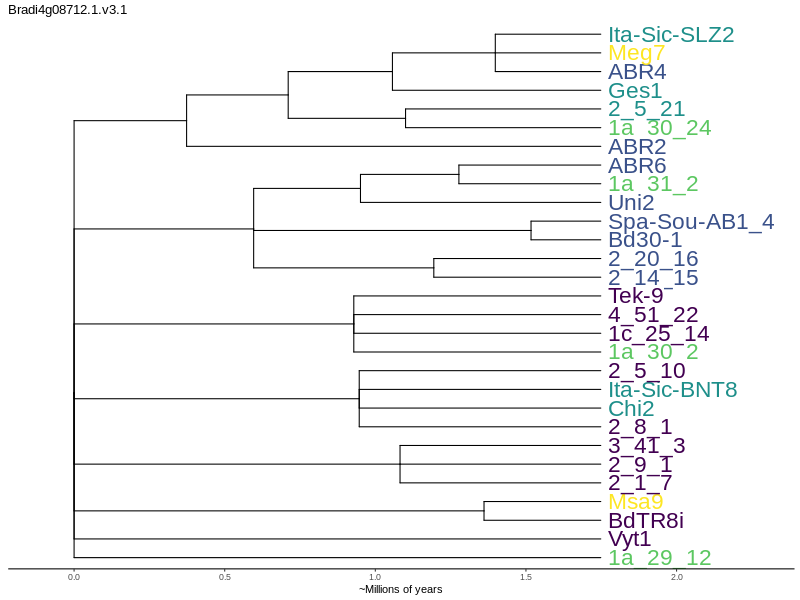 Bradi4g08712.1.v3.1
Ita-Sic-SLZ2
Meg7
ABR4
Ges1
2_5_21
1a_30_24
ABR2
ABR6
1a_31_2
Uni2
Spa-Sou-AB1_4
Bd30-1
2_20_16
2_14_15
Tek-9
4_51_22
1c_25_14
1a_30_2
2_5_10
Ita-Sic-BNT8
Chi2
2_8_1
3_41_3
2_9_1
2_1_7
Msa9
BdTR8i
Vyt1
1a_29_12
0.0 0.5 1.0 1.5 2.0
~Millions of years